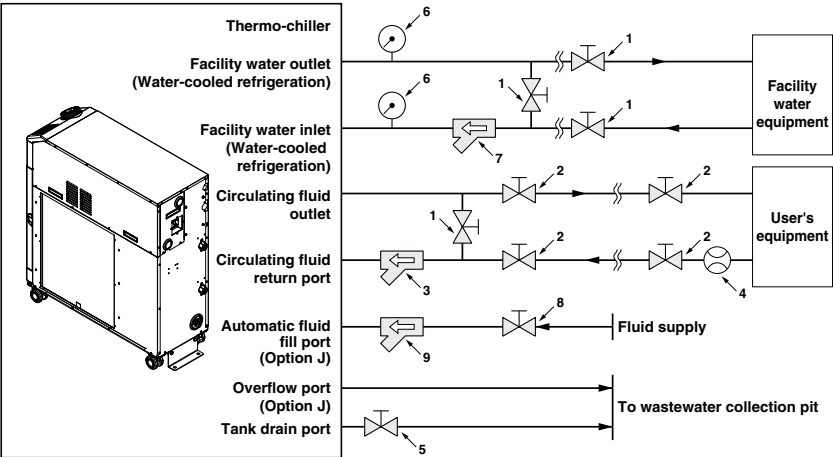 Thermo-chiller
6
1
Facility water outlet
(Water-cooled refrigeration)
6
1
1
Facility
water
equipment
Facility water inlet
(Water-cooled
refrigeration)
7
Circulating fluid
outlet
2
2
1
User's
equipment
Circulating fluid
return port
2
2
3
4
Automatic fluid
fill port
(Option J)
8
Fluid supply
9
Overflow port
(Option J)
To wastewater collection pit
Tank drain port
5